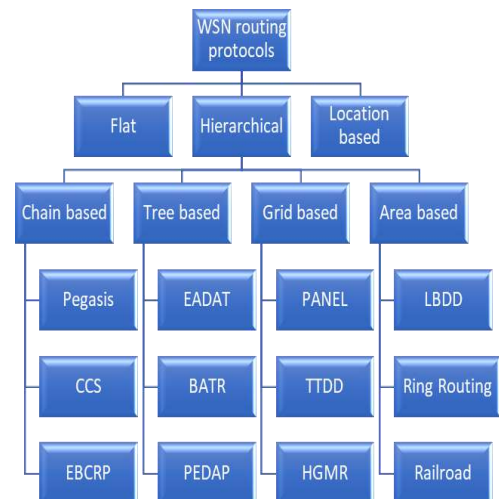 WSN routing
protocols
Flat
Hierarchical
Location
based
Chain based
Tree based
Grid based
Area based
Pegasis
EADAT
PANEL
LBDD
CCS
BATR
TTDD
Ring Routing
EBCRP
PEDAP
HGMR
Railroad